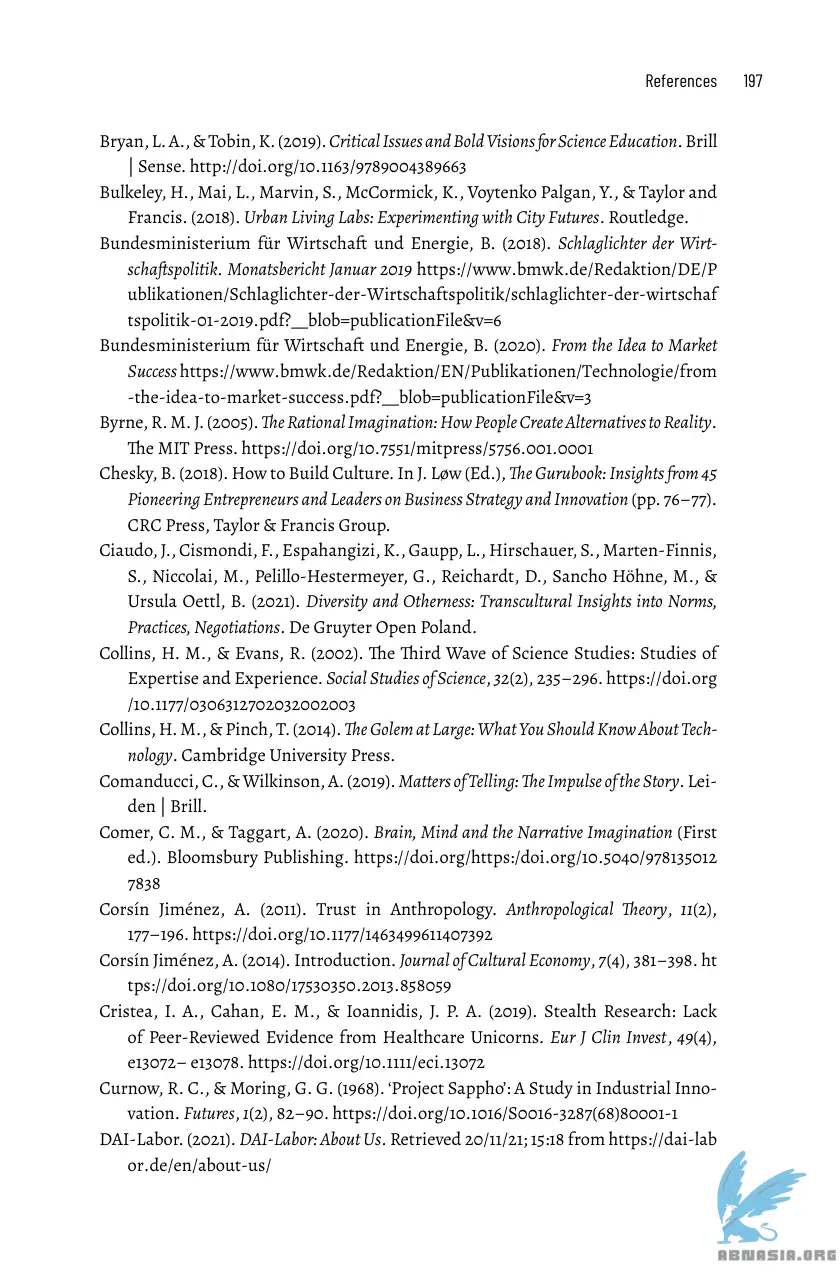 References 197
Bryan, L. A., & Tobin, K. (2019). Critical Issues and Bold Visions for Science Education. Brill
| Sense. http://doi.org/10.1163/9789004389663
Bulkeley, H., Mai, L., Marvin, S., McCormick, K., Voytenko Palgan, Y., & Taylor and
Francis. (2018). Urban Living Labs: Experimenting with City Futures. Routledge.
Bundesministerium für Wirtschaft und Energie, B. (2018). Schlaglichter der Wirt-
schaftspolitik. Monatsbericht Januar 2019 https://www.bmwk.de/Redaktion/DE/P
ublikationen/Schlaglichter-der-Wirtschaftspolitik/schlaglichter-der-wirtschaf
tspolitik-01-2019.pdf?__blob=publicationFile&v=6
Bundesministerium für Wirtschaft und Energie, B. (2020). From the Idea to Market
Success https://www.bmwk.de/Redaktion/EN/Publikationen/Technologie/from
-the-idea-to-market-success.pdf?__blob=publicationFile&v=3
Byrne, R. M. J. (2005). The Rational Imagination: How People Create Alternatives to Reality.
The MIT Press. https://doi.org/10.7551/mitpress/5756.001.0001
Chesky, B. (2018). How to Build Culture. In J. Løw (Ed.), The Gurubook: Insights from 45
Pioneering Entrepreneurs and Leaders on Business Strategy and Innovation (pp. 76–77).
CRC Press, Taylor & Francis Group.
Ciaudo, J., Cismondi, F., Espahangizi, K., Gaupp, L., Hirschauer, S., Marten-Finnis,
S., Niccolai, M., Pelillo-Hestermeyer, G., Reichardt, D., Sancho Höhne, M., &
Ursula Oettl, B. (2021). Diversity and Otherness: Transcultural Insights into Norms,
Practices, Negotiations. De Gruyter Open Poland.
Collins, H. M., & Evans, R. (2002). The Third Wave of Science Studies: Studies of
Expertise and Experience. Social Studies of Science, 32(2), 235–296. https://doi.org
/10.1177/0306312702032002003
Collins, H. M., & Pinch, T. (2014). The Golem at Large: What You Should Know About Tech-
nology. Cambridge University Press.
Comanducci, C., & Wilkinson, A. (2019). Matters of Telling: The Impulse of the Story. Lei-
den | Brill.
Comer, C. M., & Taggart, A. (2020). Brain, Mind and the Narrative Imagination (First
ed.). Bloomsbury Publishing. https://doi.org/https:/doi.org/10.5040/978135012
7838
Corsín Jiménez, A. (2011). Trust in Anthropology. Anthropological Theory, 11(2),
177–196. https://doi.org/10.1177/1463499611407392
Corsín Jiménez, A. (2014). Introduction. Journal of Cultural Economy, 7(4), 381–398. ht
tps://doi.org/10.1080/17530350.2013.858059
Cristea, I. A., Cahan, E. M., & Ioannidis, J. P. A. (2019). Stealth Research: Lack
of Peer-Reviewed Evidence from Healthcare Unicorns. Eur J Clin Invest, 49(4),
e13072– e13078. https://doi.org/10.1111/eci.13072
Curnow, R. C., & Moring, G. G. (1968). ‘Project Sappho’: A Study in Industrial Inno-
vation. Futures, 1(2), 82–90. https://doi.org/10.1016/S0016-3287(68)80001-1
DAI-Labor. (2021). DAI-Labor: About Us. Retrieved 20/11/21; 15:18 from https://dai-lab
or.de/en/about-us/
ABNASIA.ORG